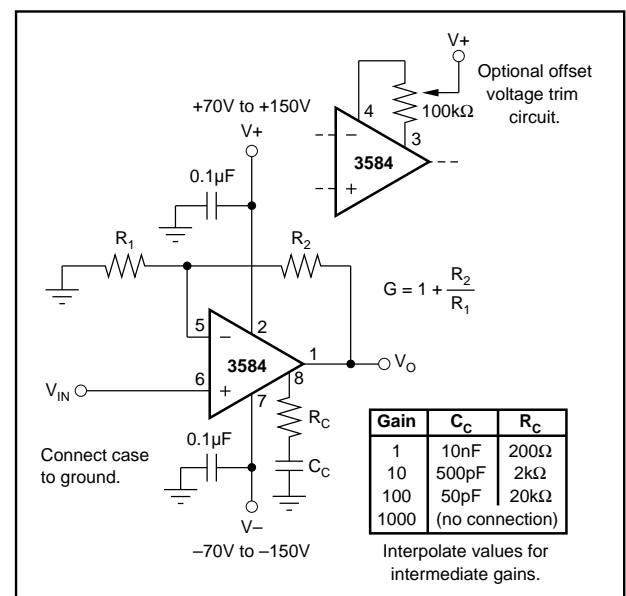 V+
Optional offset
voltage trim
circuit.
4
100kΩ
3
–
3584
+
+70V to +150V
V+
0.1µF
R1
R2
G = 1 + R2/R1
5
–
2
3584
1
VO
VIN
6
+
8
7
RC
CC
Connect case
to ground.
0.1µF
V–
–70V to –150V
Gain CC RC
1 10nF 200Ω
10 500pF 2kΩ
100 50pF 20kΩ
1000 (no connection)
Interpolate values for
intermediate gains.